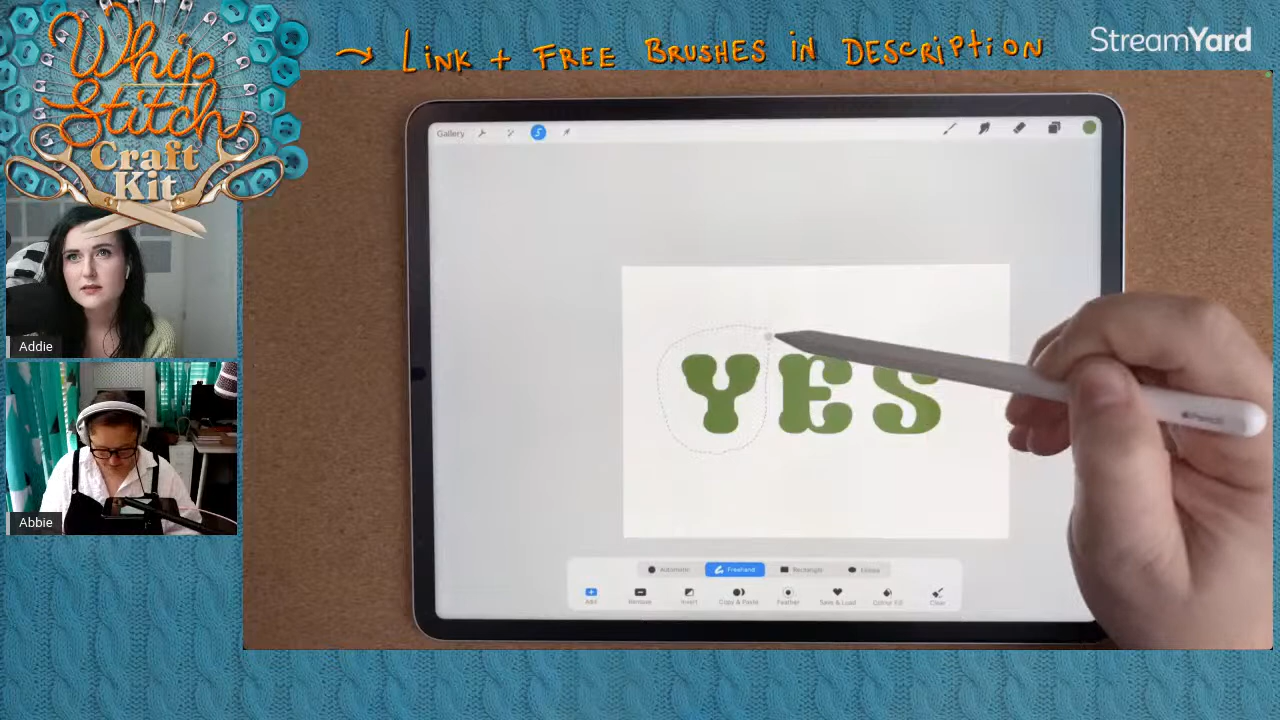 Whip
Stitch
Craft
Kit
→ Link + Free Brushes in Description
StreamYard
Gallery
YES
Pencil
Automatic
Freehand
Rectangle
Ellipse
Add
Remove
Invert
Copy & Paste
Feather
Save & Load
Colour Fill
Clear
Addie
Abbie